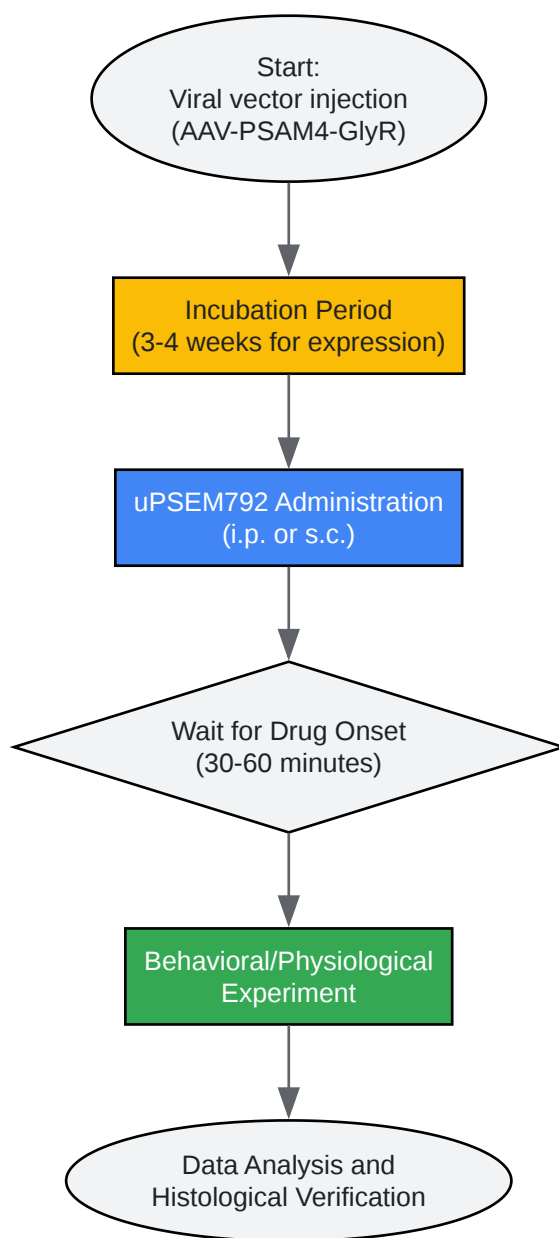 Start:
Viral vector injection
(AAV-PSAM4-GlyR)
Incubation Period
(3-4 weeks for expression)
uPSEM792 Administration
(i.p. or s.c.)
Wait for Drug Onset
(30-60 minutes)
Behavioral/Physiological
Experiment
Data Analysis and
Histological Verification